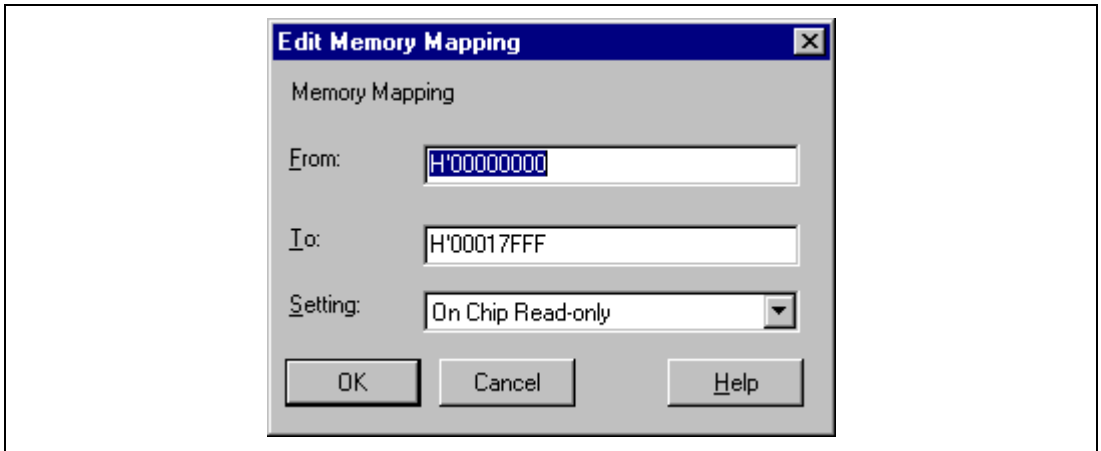 Edit Memory Mapping
Memory Mapping
From: H'00000000
To: H'00017FFF
Setting: On Chip Read-only
OK Cancel Help